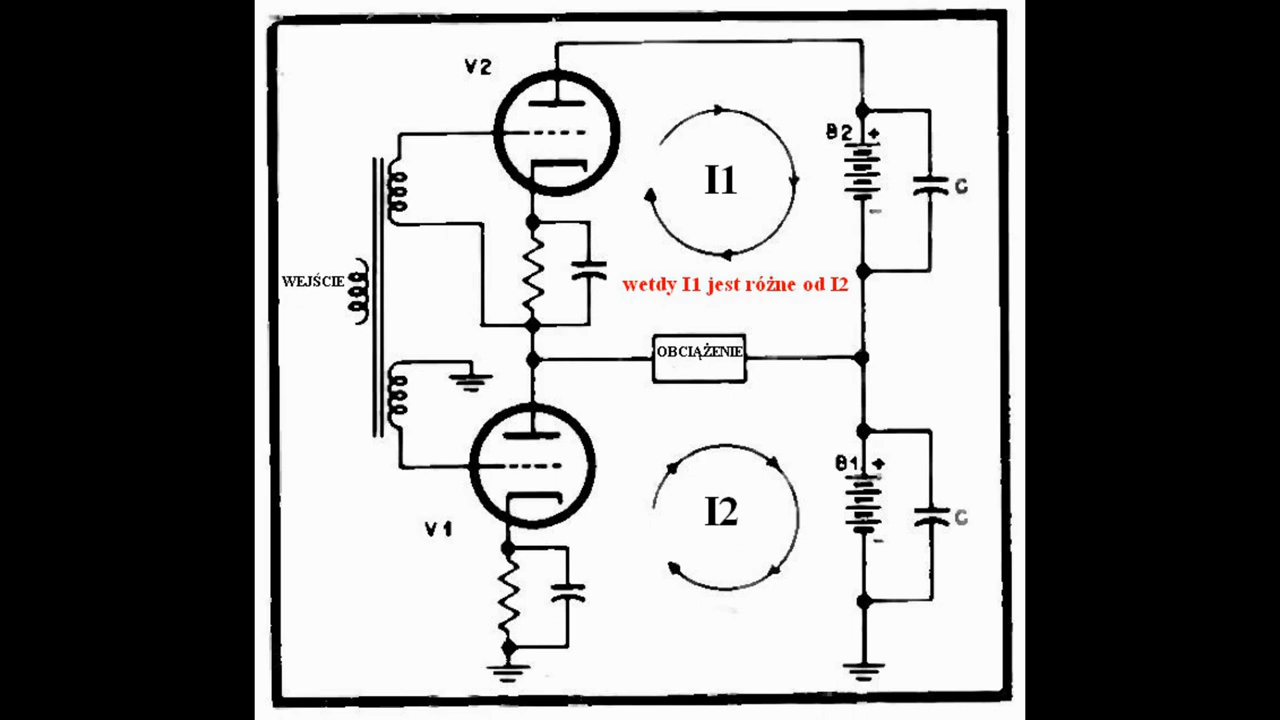 V2
B2 +
-
I1
C
WEJŚCIE
wetdy I1 jest różne od I2
OBCIĄŻENIE
B1 +
-
I2
C
V1